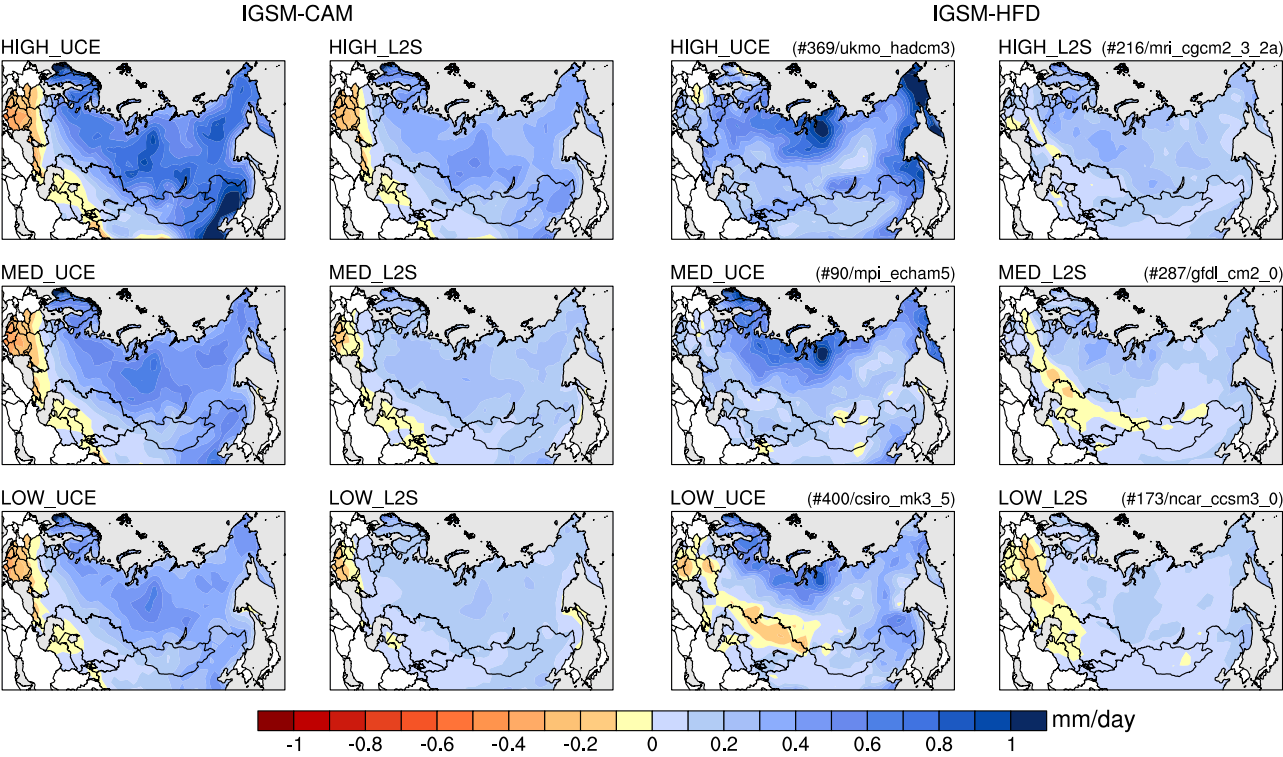 IGSM-CAM IGSM-HFD
HIGH_UCE HIGH_L2S HIGH_UCE (#369/ukmo_hadcm3) HIGH_L2S (#216/mri_cgcm2_3_2a)
MED_UCE MED_L2S MED_UCE (#90/mpi_echam5) MED_L2S (#287/gfdl_cm2_0)
LOW_UCE LOW_L2S LOW_UCE (#400/csiro_mk3_5) LOW_L2S (#173/ncar_ccsm3_0)
mm/day
-1 -0.8 -0.6 -0.4 -0.2 0 0.2 0.4 0.6 0.8 1